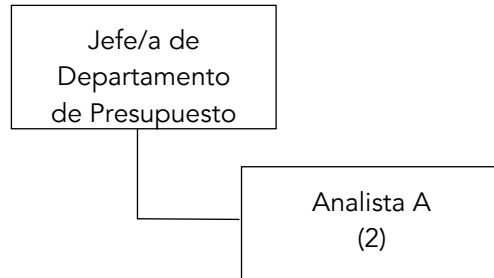 Jefe/a de
Departamento
de Presupuesto
Analista A
(2)